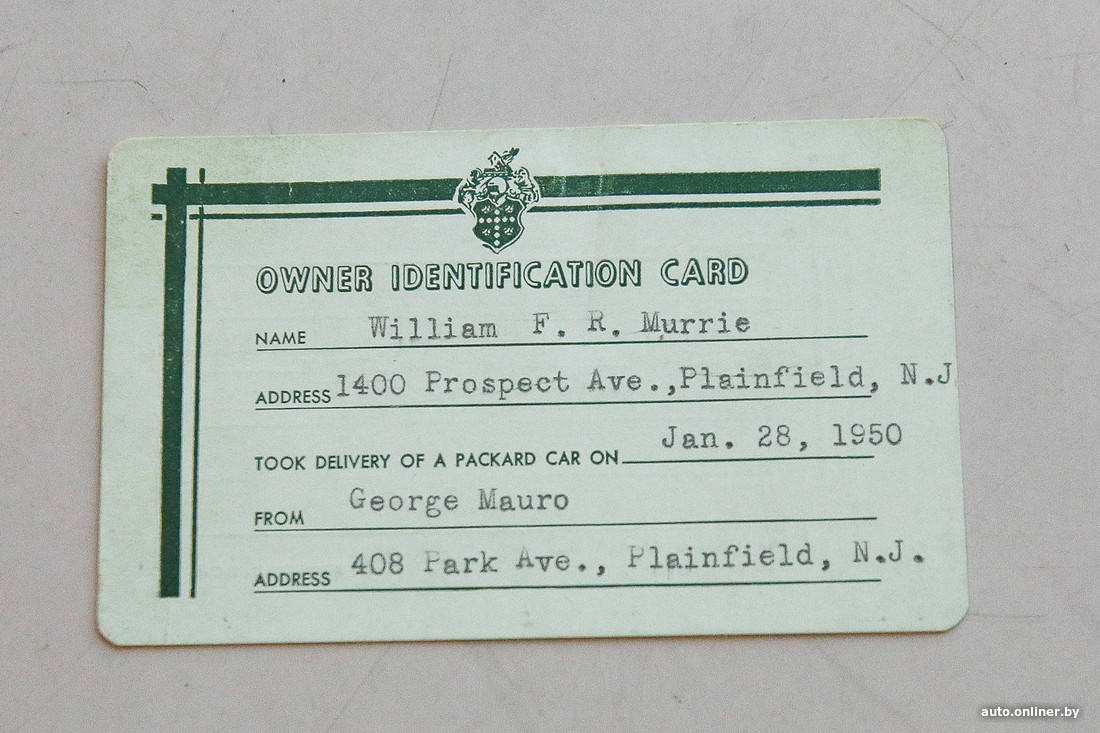 OWNER IDENTIFICATION CARD
NAME William F. R. Murrie
ADDRESS 1400 Prospect Ave.,Plainfield, N.J
TOOK DELIVERY OF A PACKARD CAR ON Jan. 28, 1950
FROM George Mauro
ADDRESS 408 Park Ave., Plainfield, N.J.
auto.onliner.by